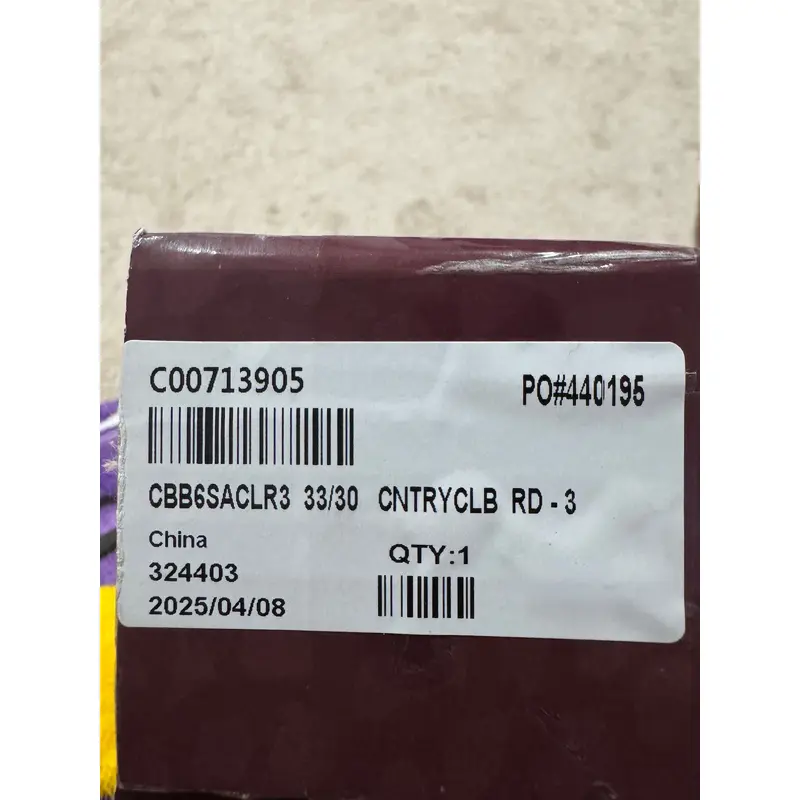 C00713905 PO#440195
CBB6SACLR3 33/30 CNTRYCLB RD - 3
China
QTY:1
324403
2025/04/08